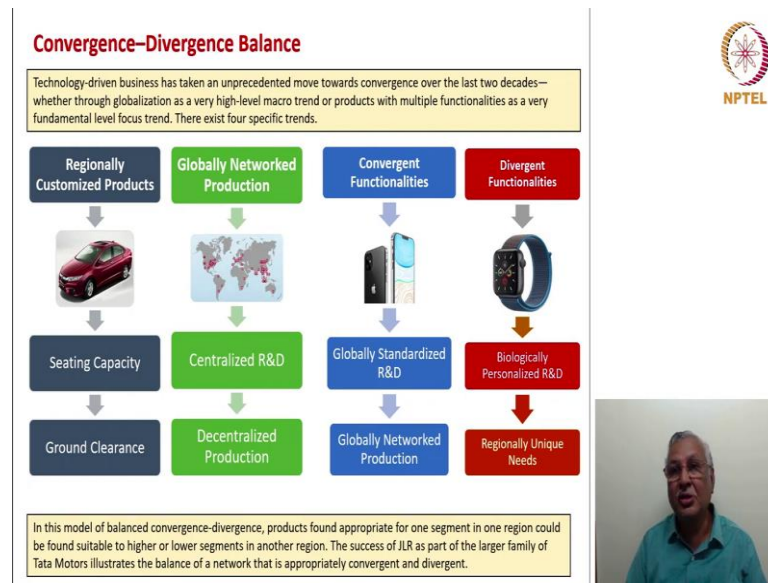 Convergence–Divergence Balance
NPTEL
Technology-driven business has taken an unprecedented move towards convergence over the last two decades—
whether through globalization as a very high-level macro trend or products with multiple functionalities as a very
fundamental level focus trend. There exist four specific trends.
Regionally
Customized Products
Globally Networked
Production
Convergent
Functionalities
Divergent
Functionalities
Seating Capacity
Centralized R&D
Globally Standardized
R&D
Biologically
Personalized R&D
Ground Clearance
Decentralized
Production
Globally Networked
Production
Regionally Unique
Needs
In this model of balanced convergence-divergence, products found appropriate for one segment in one region could
be found suitable to higher or lower segments in another region. The success of JLR as part of the larger family of
Tata Motors illustrates the balance of a network that is appropriately convergent and divergent.